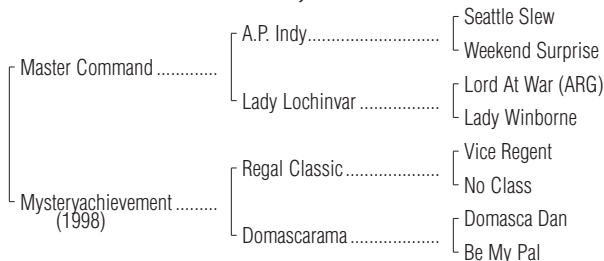 Seattle Slew
A.P. Indy
Weekend Surprise
Master Command
Lord At War (ARG)
Lady Lochinvar
Lady Winborne
Vice Regent
Regal Classic
No Class
Mysteryachievement
(1998)
Domasca Dan
Domascarama
Be My Pal